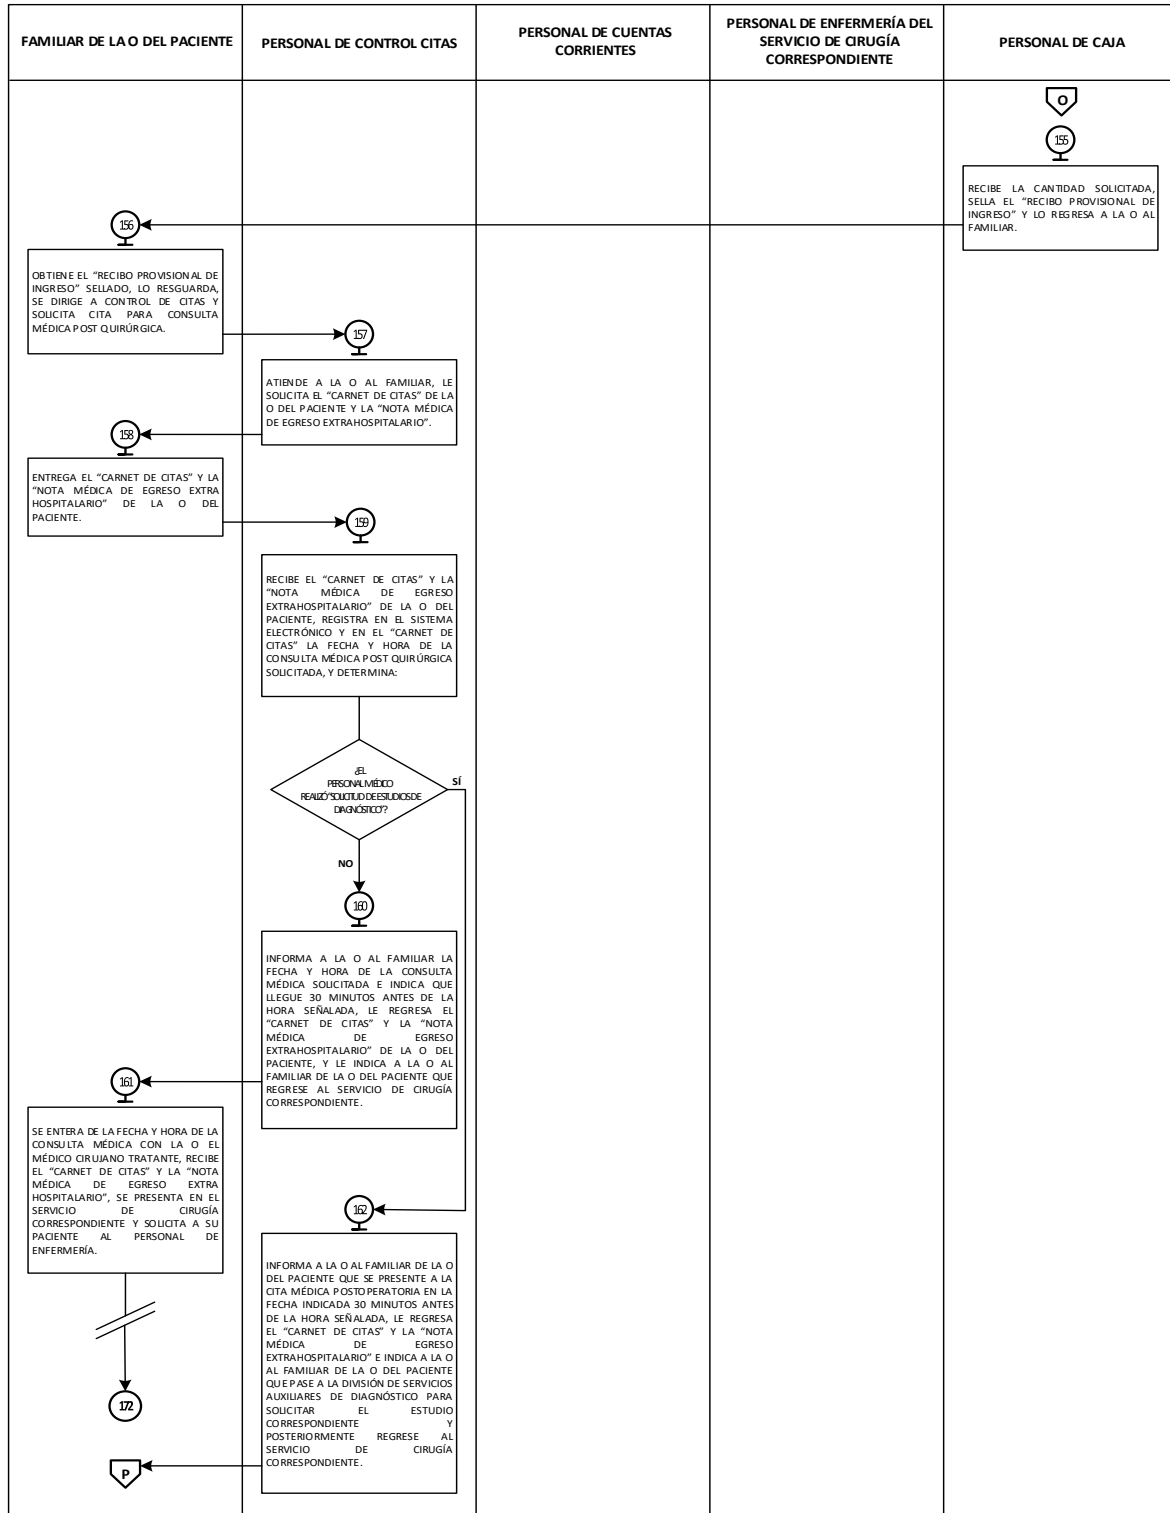 FAMILIAR DE LA O DEL PACIENTE
PERSONAL DE CONTROL CITAS
PERSONAL DE CUENTAS
CORRIENTES
PERSONAL DE ENFERMERÍA DEL
SERVICIO DE CIRUGÍA
CORRESPONDIENTE
PERSONAL DE CAJA
O
155
RECIBE LA CANTIDAD SOLICITADA,
SELLA EL “RECIBO PROVISIONAL DE
INGRESO” Y LO REGRESA A LA O AL
FAMILIAR.
156
OBTIENE EL “RECIBO PROVISIONAL DE
INGRESO” SELLADO, LO RESGUARDA,
SE DIRIGE A CONTROL DE CITAS Y
SOLICITA CITA PARA CONSULTA
MÉDICA POST QUIRÚRGICA.
157
ATIENDE A LA O AL FAMILIAR, LE
SOLICITA EL “CARNET DE CITAS” DE LA
O DEL PACIENTE Y LA “NOTA MÉDICA
DE EGRESO EXTRAHOSPITALARIO”.
158
ENTREGA EL “CARNET DE CITAS” Y LA
“NOTA MÉDICA DE EGRESO EXTRA
HOSPITALARIO” DE LA O DEL
PACIENTE.
159
RECIBE EL “CARNET DE CITAS” Y LA
“NOTA MÉDICA DE EGRESO
EXTRAHOSPITALARIO” DE LA O DEL
PACIENTE, REGISTRA EN EL SISTEMA
ELECTRÓNICO Y EN EL “CARNET DE
CITAS” LA FECHA Y HORA DE LA
CONSULTA MÉDICA POST QUIRÚRGICA
SOLICITADA, Y DETERMINA:
¿EL
PERSONAL MÉDICO
REALIZÓ “SOLICITUD DE ESTUDIOS DE
DIAGNÓSTICO”?
SÍ
NO
160
INFORMA A LA O AL FAMILIAR LA
FECHA Y HORA DE LA CONSULTA
MÉDICA SOLICITADA E INDICA QUE
LLEGUE 30 MINUTOS ANTES DE LA
HORA SEÑALADA, LE REGRESA EL
“CARNET DE CITAS” Y LA “NOTA
MÉDICA DE EGRESO
EXTRAHOSPITALARIO” DE LA O DEL
PACIENTE, Y LE INDICA A LA O AL
FAMILIAR DE LA O DEL PACIENTE QUE
REGRESE AL SERVICIO DE CIRUGÍA
CORRESPONDIENTE.
161
SE ENTERA DE LA FECHA Y HORA DE LA
CONSULTA MÉDICA CON LA O EL
MÉDICO CIRUJANO TRATANTE, RECIBE
EL “CARNET DE CITAS” Y LA “NOTA
MÉDICA DE EGRESO EXTRA
HOSPITALARIO”, SE PRESENTA EN EL
SERVICIO DE CIRUGÍA
CORRESPONDIENTE Y SOLICITA A SU
PACIENTE AL PERSONAL DE
ENFERMERÍA.
172
162
INFORMA A LA O AL FAMILIAR DE LA O
DEL PACIENTE QUE SE PRESENTE A LA
CITA MÉDICA POSTOPERATORIA EN LA
FECHA INDICADA 30 MINUTOS ANTES
DE LA HORA SEÑALADA, LE REGRESA
EL “CARNET DE CITAS” Y LA “NOTA
MÉDICA DE EGRESO
EXTRAHOSPITALARIO” E INDICA A LA O
AL FAMILIAR DE LA O DEL PACIENTE
QUE PASE A LA DIVISIÓN DE SERVICIOS
AUXILIARES DE DIAGNÓSTICO PARA
SOLICITAR EL ESTUDIO
CORRESPONDIENTE Y
POSTERIORMENTE REGRESE AL
SERVICIO DE CIRUGÍA
CORRESPONDIENTE.
P